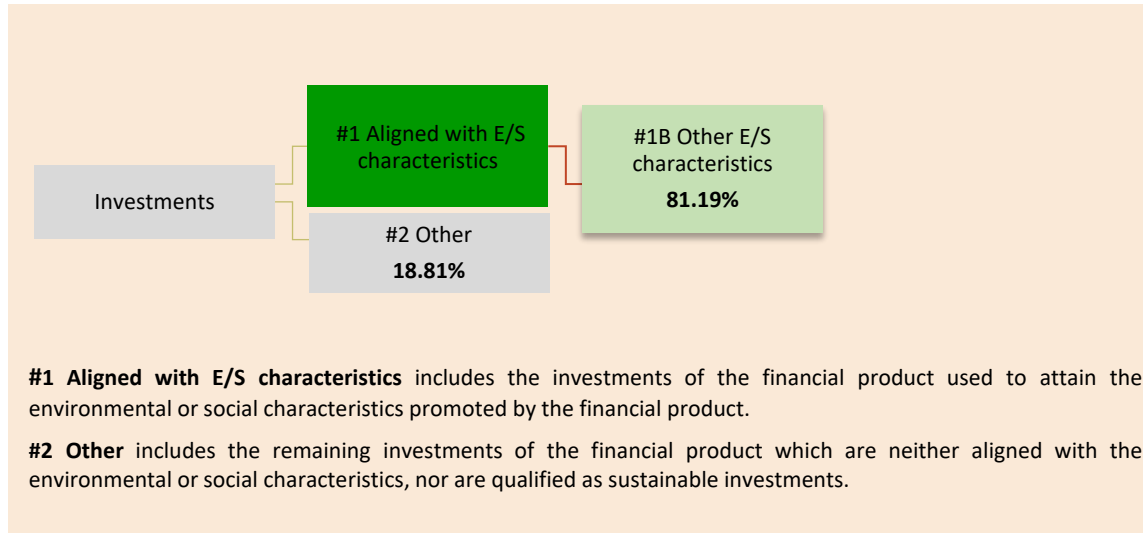 #1 Aligned with E/S
characteristics
#1B Other E/S
characteristics
81.19%
Investments
#2 Other
18.81%
#1 Aligned with E/S characteristics includes the investments of the financial product used to attain the
environmental or social characteristics promoted by the financial product.
#2 Other includes the remaining investments of the financial product which are neither aligned with the
environmental or social characteristics, nor are qualified as sustainable investments.